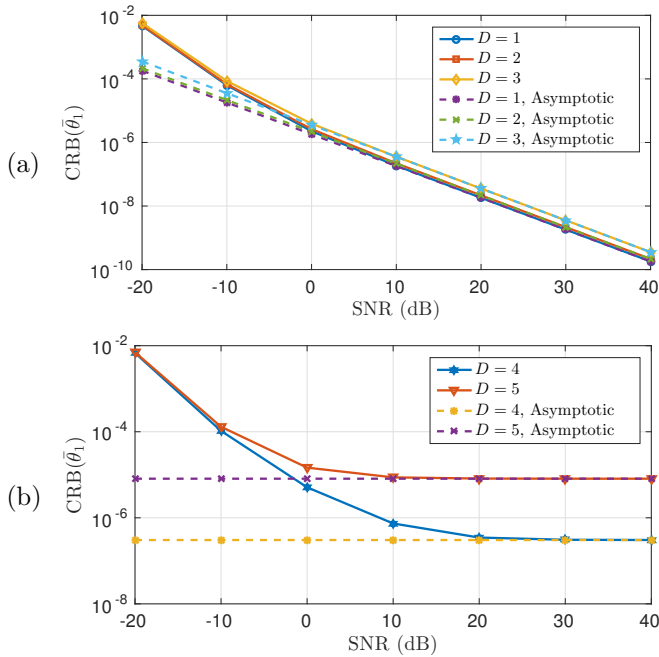 (a)
CRB(θ̄₁)
10⁻²
10⁻⁴
10⁻⁶
10⁻⁸
10⁻¹⁰
-20 -10 0 10 20 30 40
SNR (dB)
D = 1
D = 2
D = 3
D = 1, Asymptotic
D = 2, Asymptotic
D = 3, Asymptotic
(b)
CRB(θ̄₁)
10⁻²
10⁻⁴
10⁻⁶
10⁻⁸
-20 -10 0 10 20 30 40
SNR (dB)
D = 4
D = 5
D = 4, Asymptotic
D = 5, Asymptotic